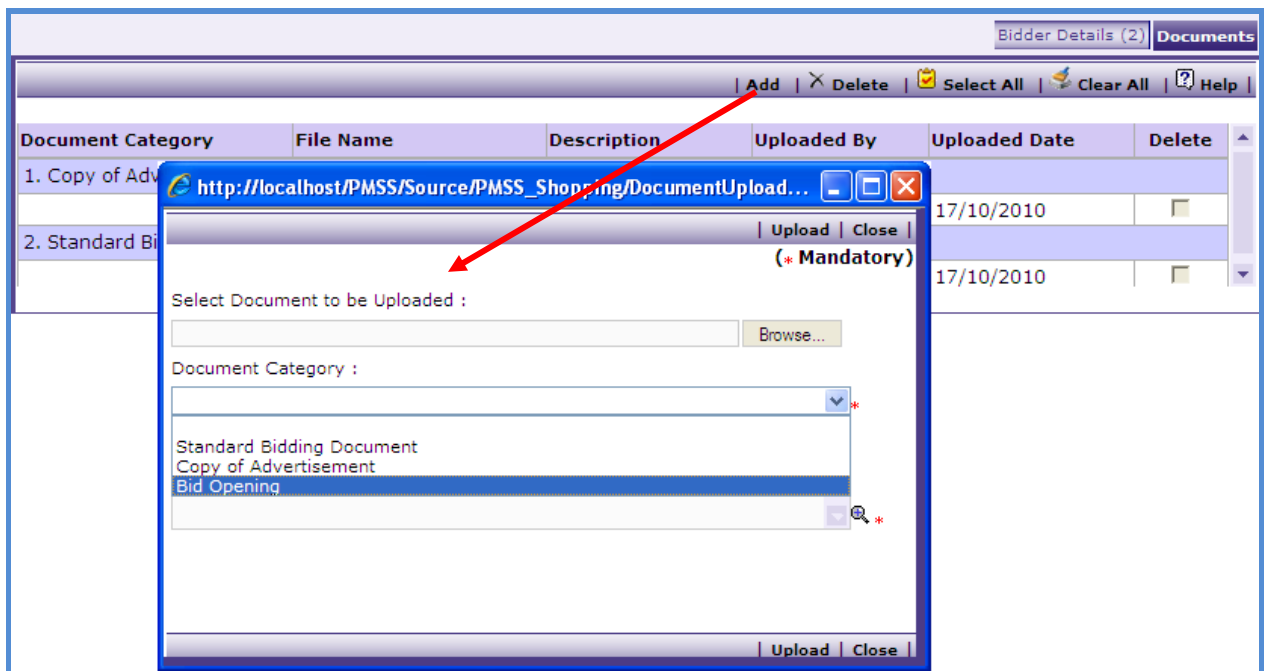 Bidder Details (2) Documents
| Add | Delete | Select All | Clear All | Help |
Document Category File Name Description Uploaded By Uploaded Date Delete
1. Copy of Adv
http://localhost/PMSS/Source/PMSS_Shopping/DocumentUpload...
17/10/2010
| Upload | Close |
2. Standard Bi
(* Mandatory)
17/10/2010
Select Document to be Uploaded :
Browse...
Document Category :
*
Standard Bidding Document
Copy of Advertisement
Bid Opening
*
| Upload | Close |